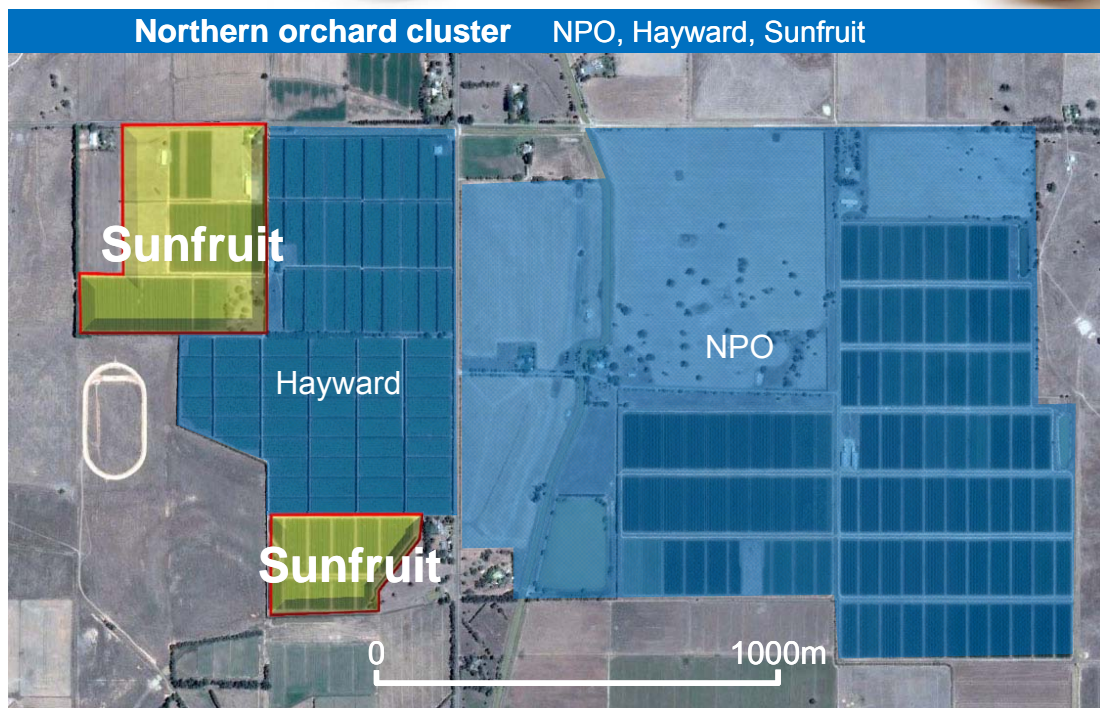 Northern orchard cluster NPO, Hayward, Sunfruit
Sunfruit
NPO
Hayward
Sunfruit
0 1000m